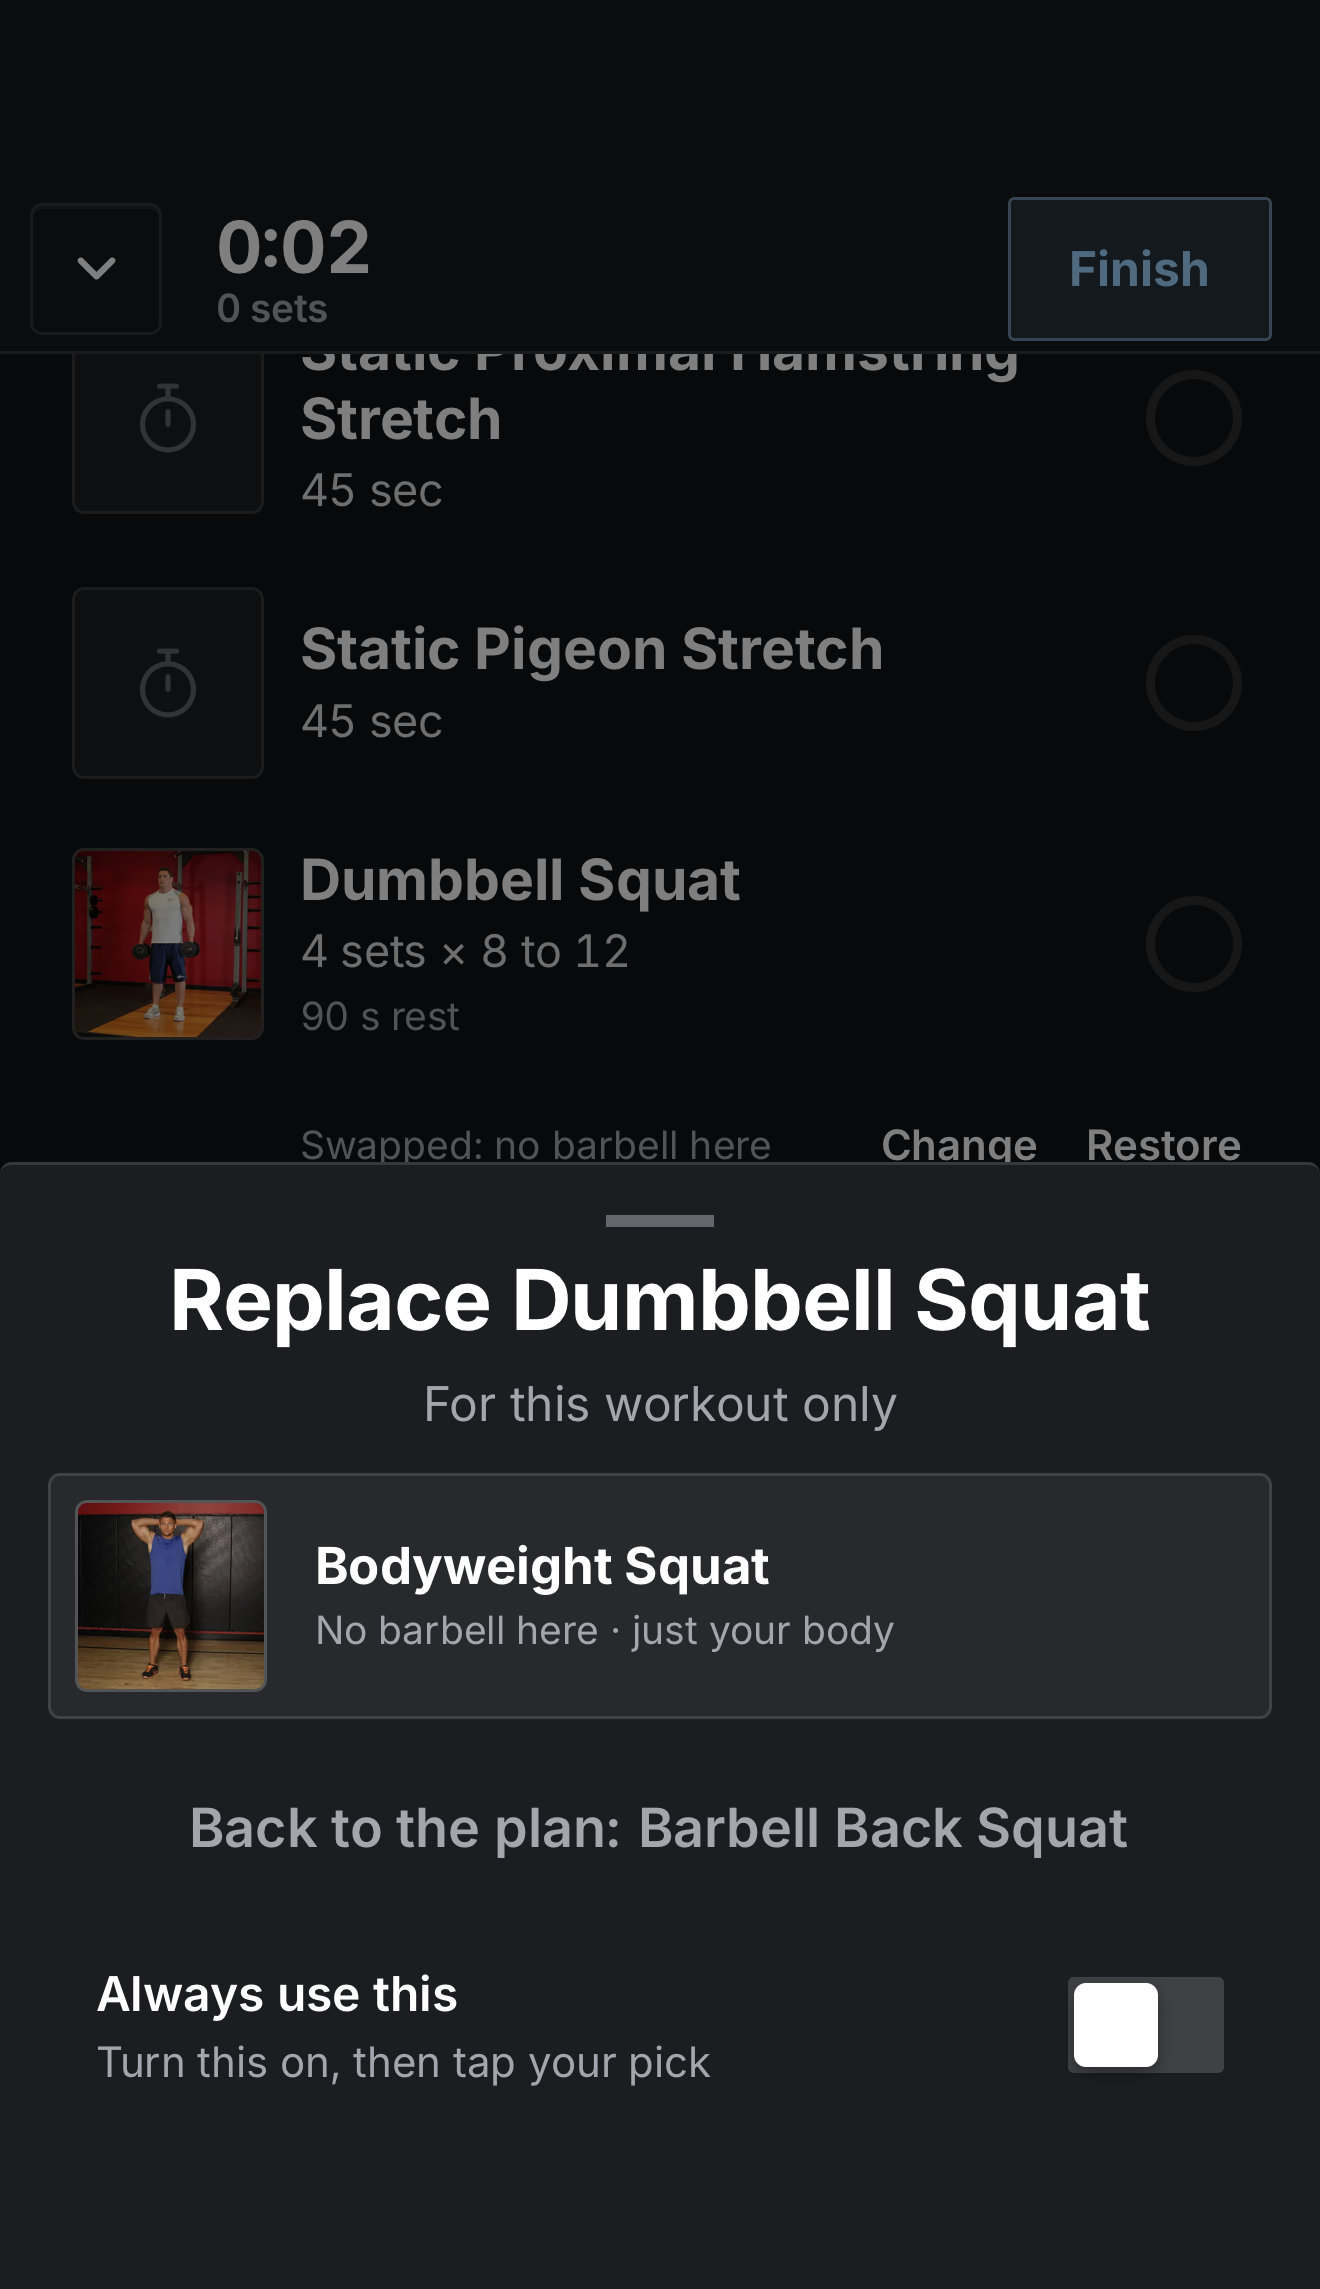 0:02
0 sets
Finish
Static Proximal Hamstring
Stretch
45 sec
Static Pigeon Stretch
45 sec
Dumbbell Squat
4 sets × 8 to 12
90 s rest
Swapped: no barbell here
Change
Restore
Replace Dumbbell Squat
For this workout only
Bodyweight Squat
No barbell here · just your body
Back to the plan: Barbell Back Squat
Always use this
Turn this on, then tap your pick